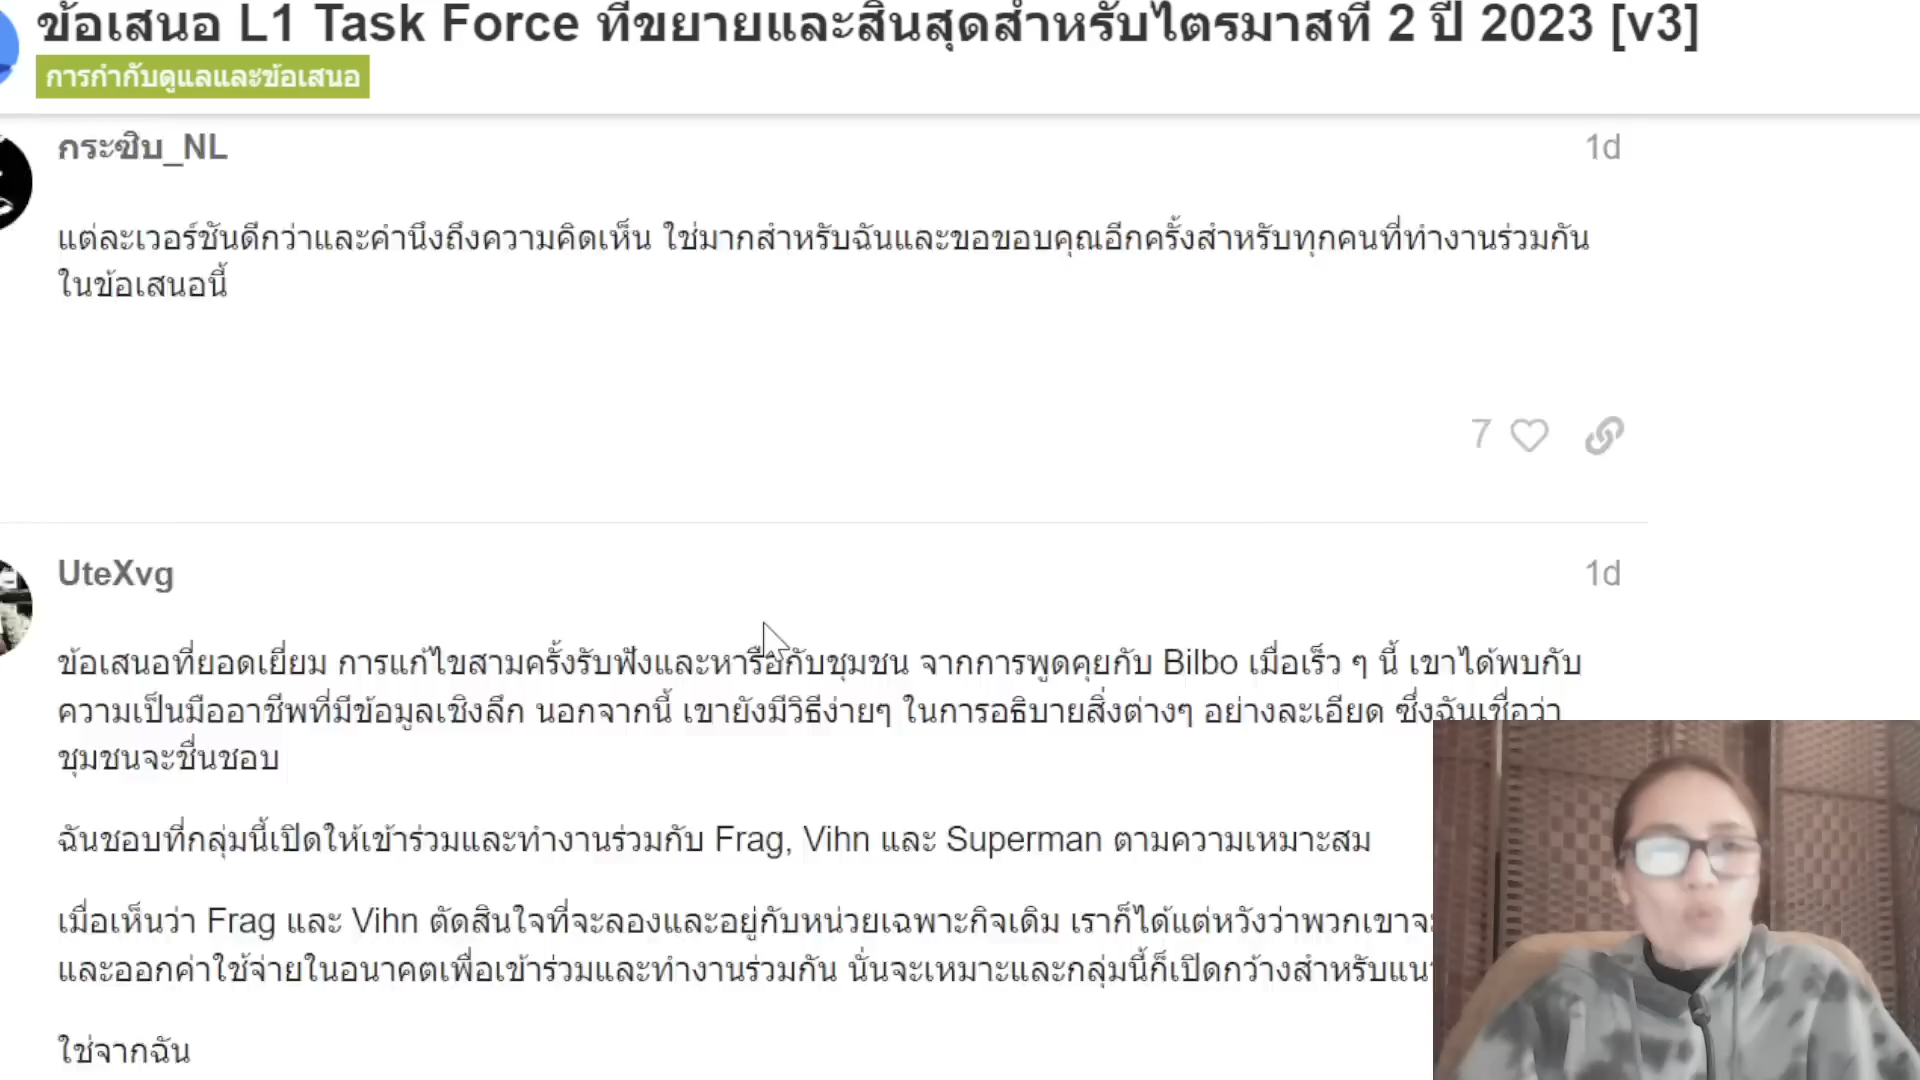 ข้อเสนอ L1 Task Force ที่ขยายและสิ้นสุดสำหรับไตรมาสที่ 2 ปี 2023 [v3]
การกำกับดูแลและข้อเสนอ
กระซิบ_NL
1d
แต่ละเวอร์ชันดีกว่าและคำนึงถึงความคิดเห็น ใช่มากสำหรับฉันและขอขอบคุณอีกครั้งสำหรับทุกคนที่ทำงานร่วมกัน
ในข้อเสนอนี้
7
UteXvg
1d
ข้อเสนอที่ยอดเยี่ยม การแก้ไขสามครั้งรับฟังและหารือกับชุมชน จากการพูดคุยกับ Bilbo เมื่อเร็ว ๆ นี้ เขาได้พบกับ
ความเป็นมืออาชีพที่มีข้อมูลเชิงลึก นอกจากนี้ เขายังมีวิธีง่ายๆ ในการอธิบายสิ่งต่างๆ อย่างละเอียด ซึ่งฉันเชื่อว่า
ชุมชนจะชื่นชอบ
ฉันชอบที่กลุ่มนี้เปิดให้เข้าร่วมและทำงานร่วมกับ Frag, Vihn และ Superman ตามความเหมาะสม
เมื่อเห็นว่า Frag และ Vihn ตัดสินใจที่จะลองและอยู่กับหน่วยเฉพาะกิจเดิม เราก็ได้แต่หวังว่าพวกเขาจะ
และออกค่าใช้จ่ายในอนาคตเพื่อเข้าร่วมและทำงานร่วมกัน นั่นจะเหมาะและกลุ่มนี้ก็เปิดกว้างสำหรับ
ใช่จากฉัน